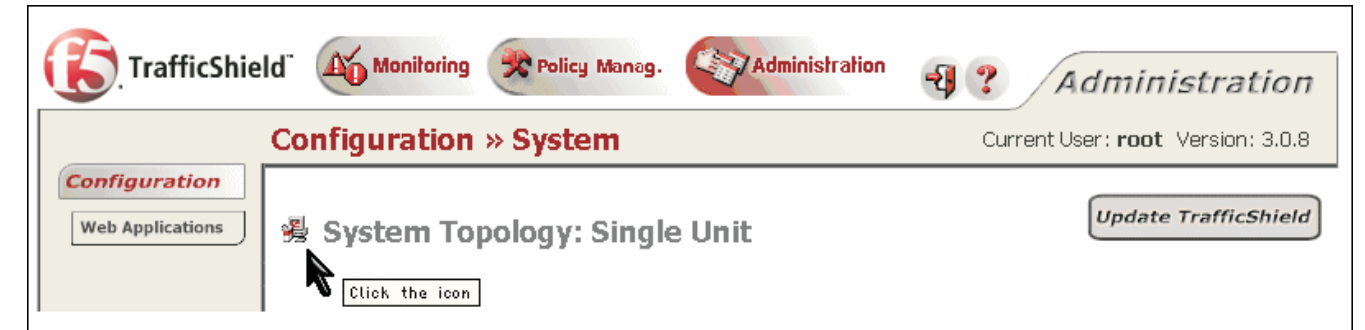 f5 TrafficShield™ Monitoring Policy Manag. Administration ? Administration
Configuration » System Current User: root Version: 3.0.8
Configuration
Web Applications
System Topology: Single Unit
Update TrafficShield
Click the icon